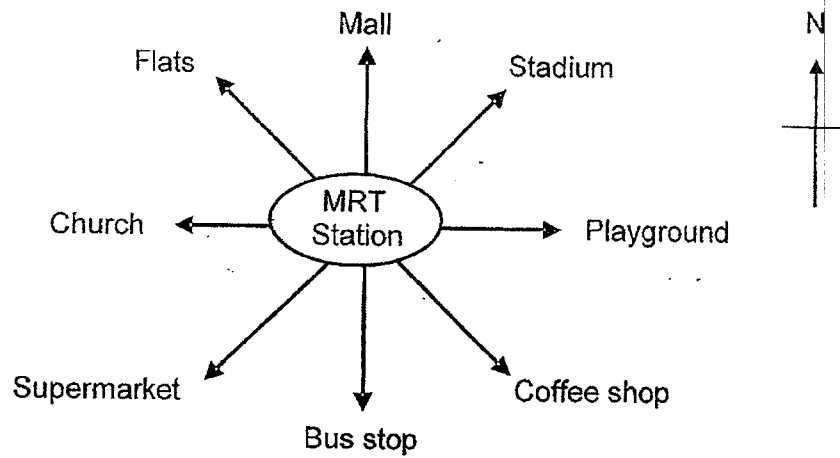 Mall
N
Flats
Stadium
MRT
Station
Church
Playground
Supermarket
Coffee shop
Bus stop